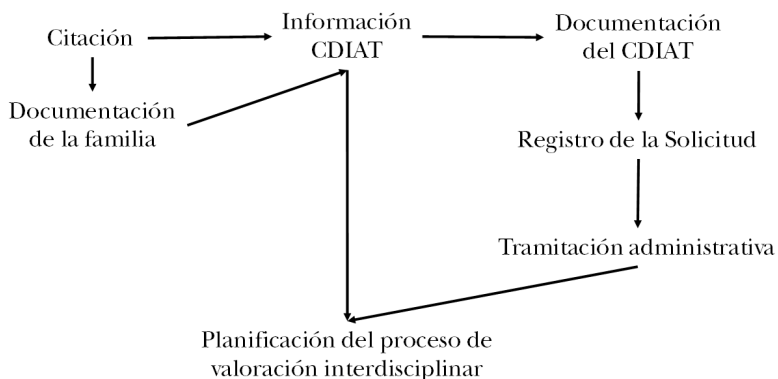 Citación
Información
CDIAT
Documentación
del CDIAT
Documentación
de la familia
Registro de la Solicitud
Tramitación administrativa
Planificación del proceso de
valoración interdisciplinar